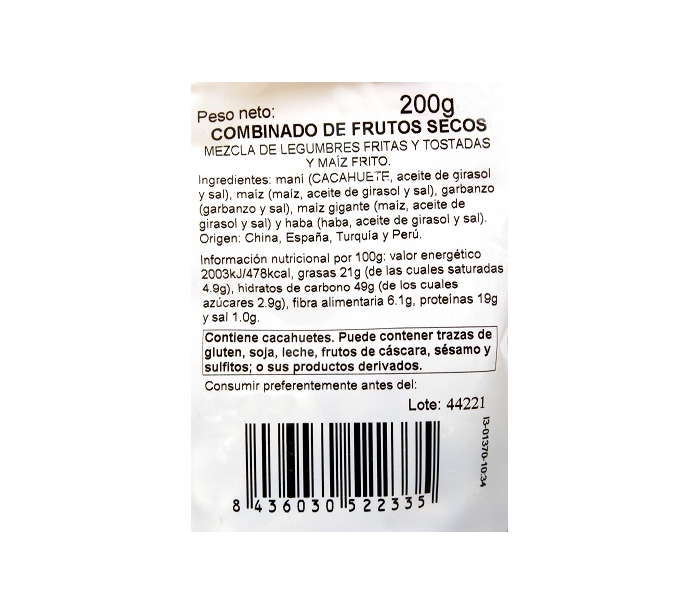 Peso neto: 200g
COMBINADO DE FRUTOS SECOS
MEZCLA DE LEGUMBRES FRITAS Y TOSTADAS
Y MAÍZ FRITO.
Ingredientes: maní (CACAHUETE, aceite de girasol
y sal), maíz (maíz, aceite de girasol y sal), garbanzo
(garbanzo y sal), maíz gigante (maíz, aceite de
girasol y sal) y haba (haba, aceite de girasol y sal).
Origen: China, España, Turquía y Perú.
Información nutricional por 100g: valor energético
2003kJ/478kcal, grasas 21g (de las cuales saturadas
4.9g), hidratos de carbono 49g (de los cuales
azúcares 2.9g), fibra alimentaria 6.1g, proteínas 19g
y sal 1.0g.
Contiene cacahuetes. Puede contener trazas de
gluten, soja, leche, frutos de cáscara, sésamo y
sulfitos; o sus productos derivados.
Consumir preferentemente antes del:
Lote: 44221
I3-01370-10:34
8 436030 522335